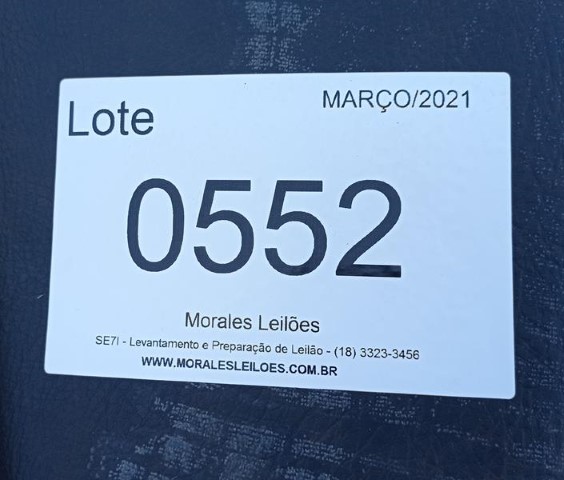 MARÇO/2021
Lote
0552
Morales Leilões
SE7I - Levantamento e Preparação de Leilão - (18) 3323-3456
WWW.MORALESLEILOES.COM.BR